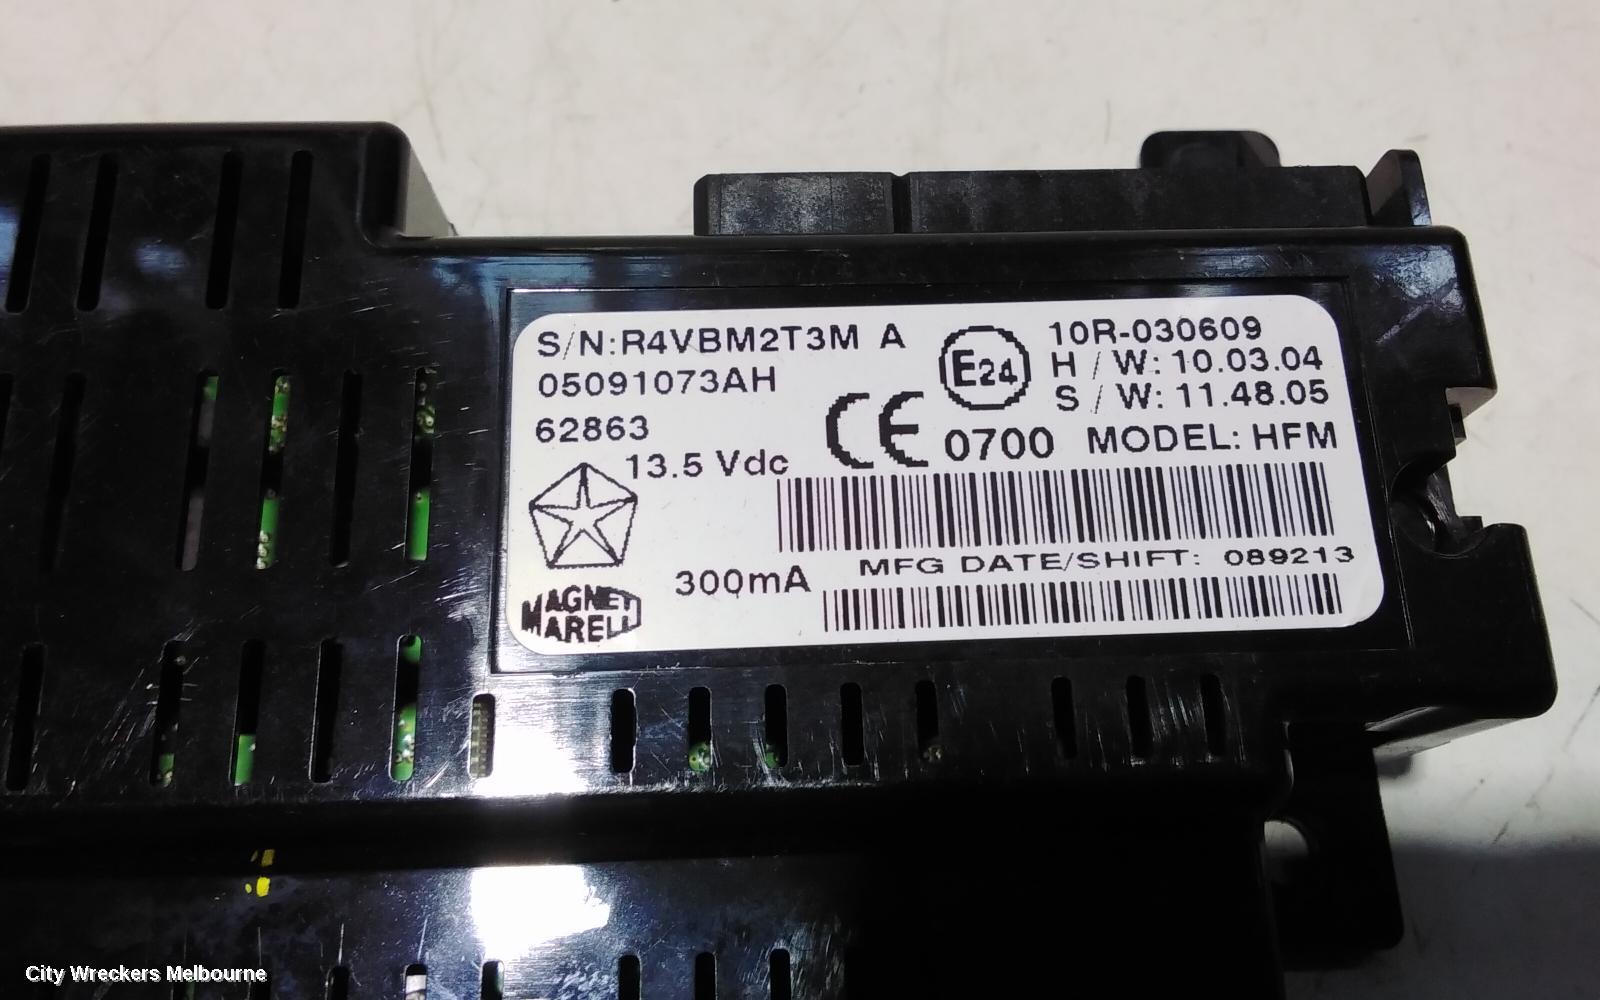 S/N:R4VBM2T3M A
05091073AH
62863
13.5 Vdc
E24
10R-030609
H / W: 10.03.04
S / W: 11.48.05
CE 0700 MODEL: HFM
MFG DATE/SHIFT: 089213
300mA
MAGNETI
MARELLI
City Wreckers Melbourne